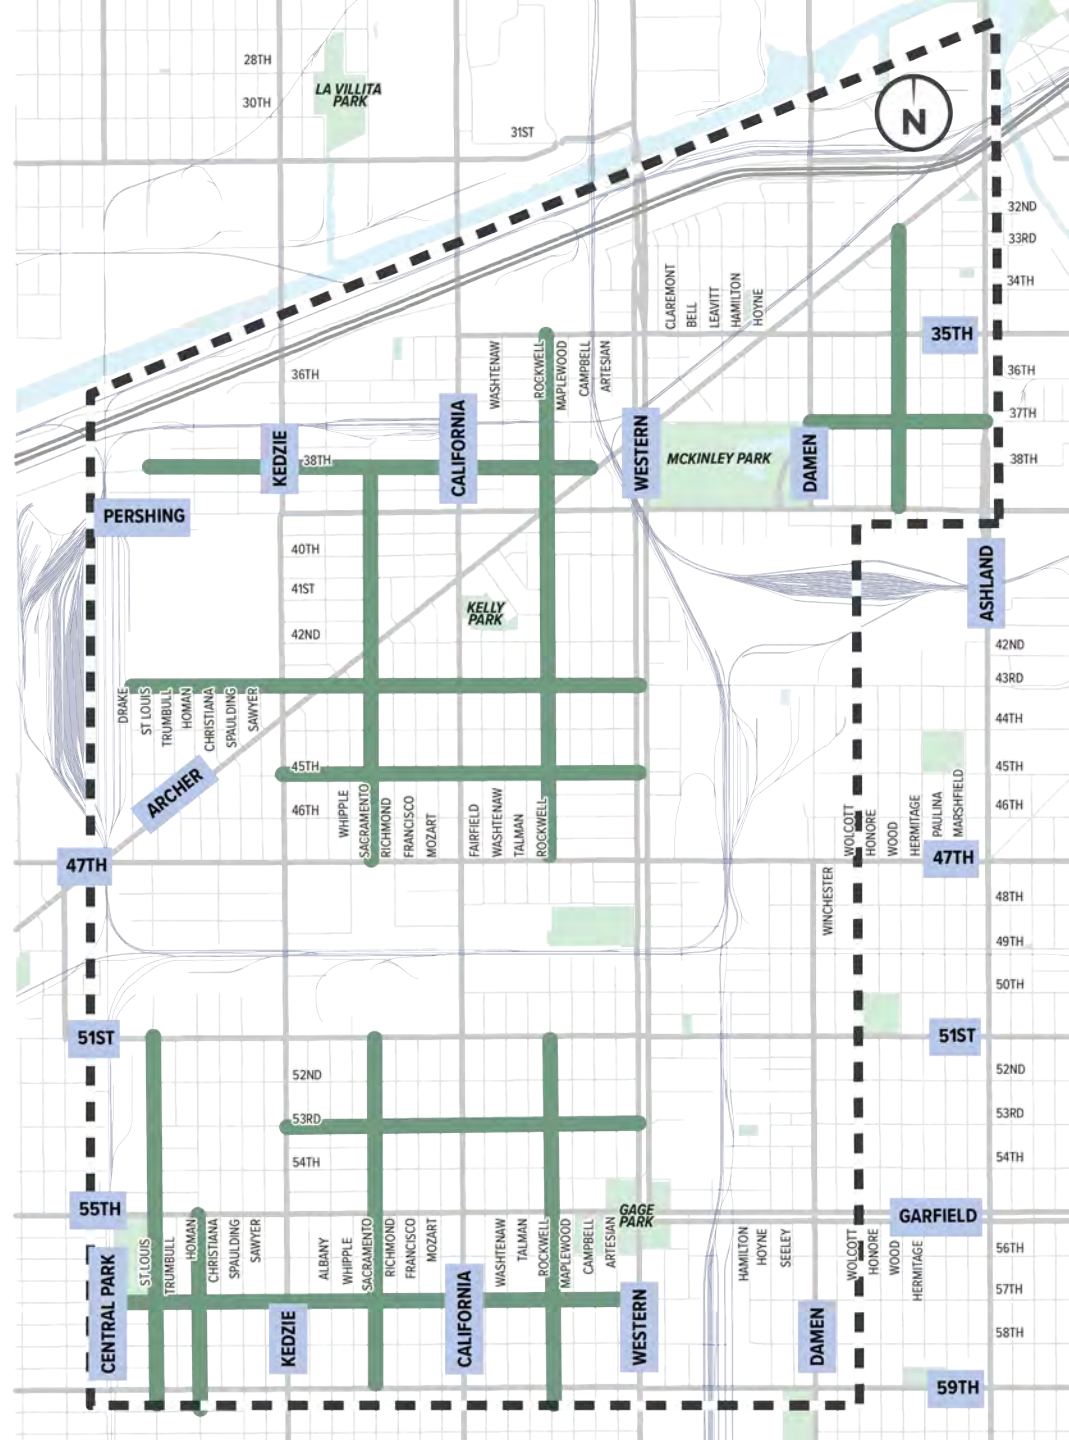 28TH
LA VILLITA
PARK
30TH
31ST
N
32ND
33RD
34TH
CLAREMONT
BELL
LEAVITT
HAMILTON
HOYNE
35TH
WASHTENAW
ROCKWELL
MAPLEWOOD
CAMPBELL
ARTESIAN
36TH
36TH
37TH
KEDZIE
38TH
CALIFORNIA
WESTERN
MCKINLEY PARK
DAMEN
38TH
PERSHING
40TH
41ST
KELLY
PARK
ASHLAND
42ND
42ND
43RD
DRAKE
ST LOUIS
TRUMBULL
HOMAN
CHRISTIANA
SPAULDING
SAWYER
44TH
ARCHER
45TH
45TH
46TH
WHIPPLE
SACRAMENTO
RICHMOND
FRANCISCO
MOZART
FAIRFIELD
WASHTENAW
TALMAN
ROCKWELL
WOLCOTT
HONORE
WOOD
HERMITAGE
PAULINA
MARSHFIELD
46TH
47TH
47TH
WINCHESTER
48TH
49TH
50TH
51ST
51ST
52ND
52ND
53RD
53RD
54TH
54TH
55TH
GAGE
PARK
GARFIELD
CENTRAL PARK
ST.LOUIS
TRUMBULL
HOMAN
CHRISTIANA
SPAULDING
SAWYER
ALBANY
WHIPPLE
SACRAMENTO
RICHMOND
FRANCISCO
MOZART
WASHTENAW
TALMAN
ROCKWELL
MAPLEWOOD
CAMPBELL
ARTESIAN
HAMILTON
HOYNE
SEELEY
WOLCOTT
HONORE
WOOD
HERMITAGE
56TH
57TH
KEDZIE
CALIFORNIA
WESTERN
DAMEN
58TH
59TH